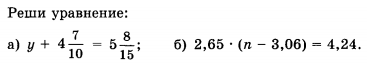 Реши уравнение:
а) y + 4 7/10 = 5 8/15;  б) 2,65 · (n − 3,06) = 4,24.